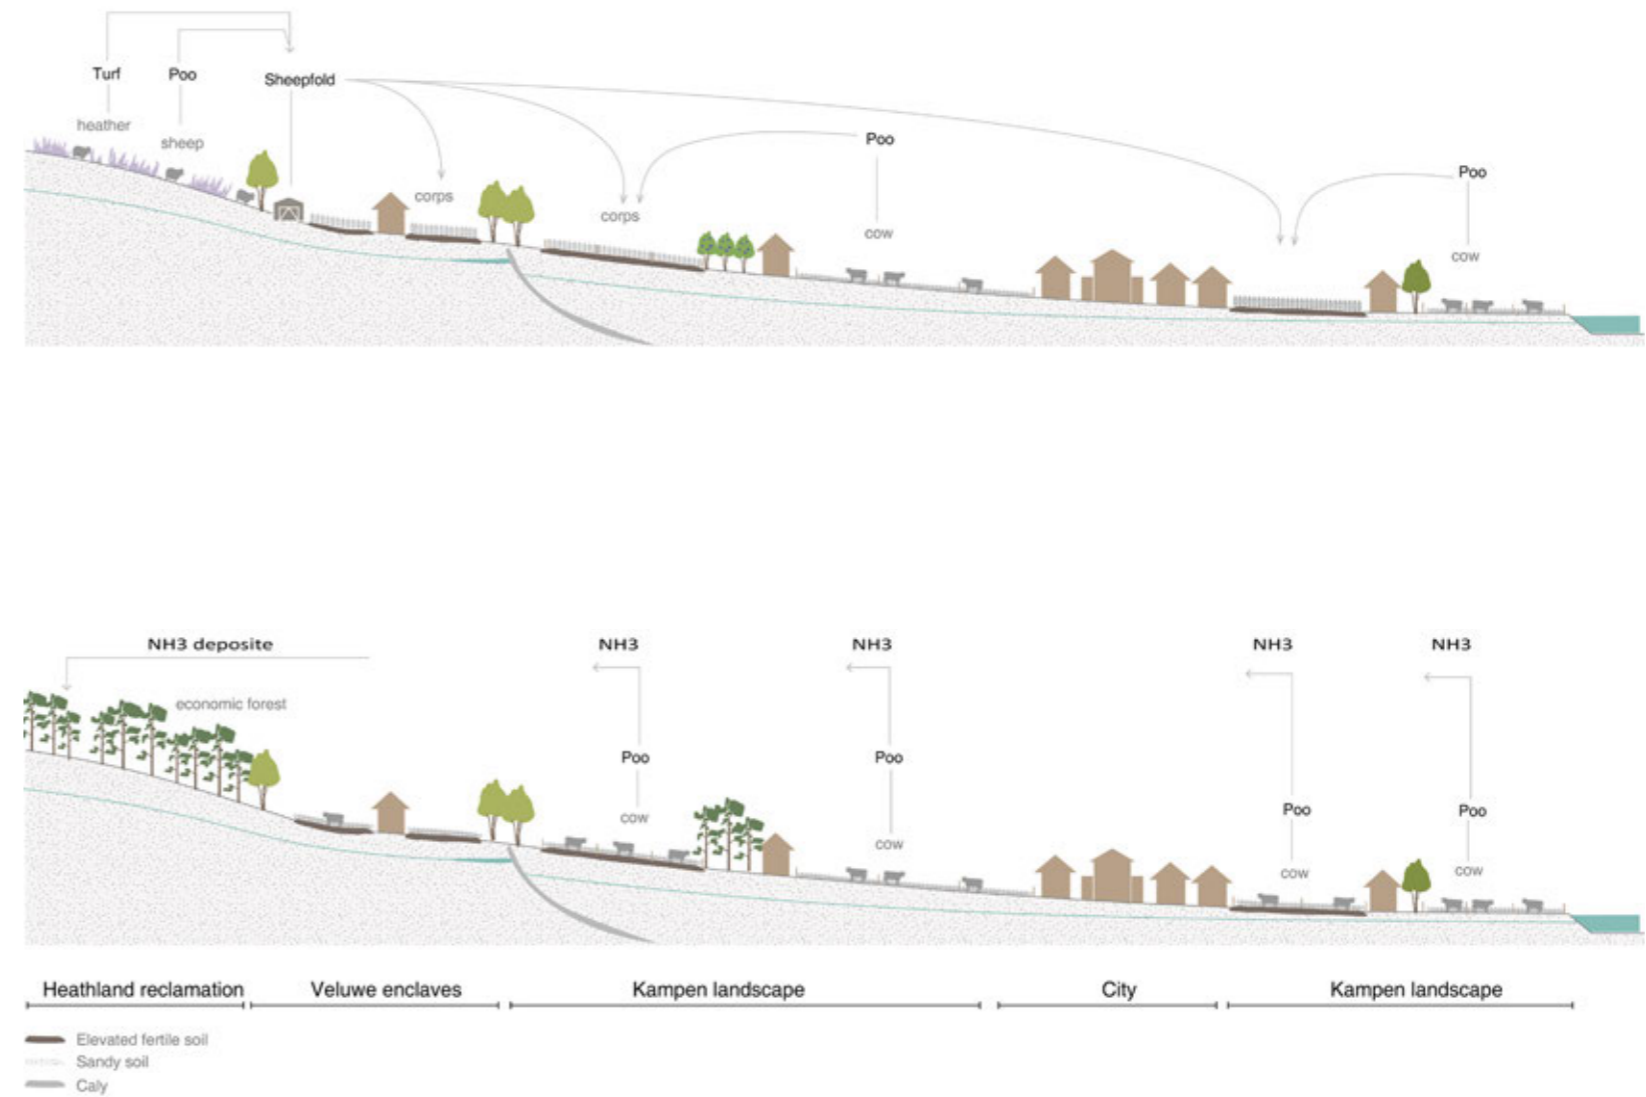 Turf
Poo
Sheepfold
heather
sheep
Poo
Poo
corps
corps
cow
cow
NH3 deposite
NH3
NH3
NH3
NH3
economic forest
Poo
Poo
Poo
Poo
cow
cow
cow
cow
Heathland reclamation
Veluwe enclaves
Kampen landscape
City
Kampen landscape
Elevated fertile soil
Sandy soil
Caly